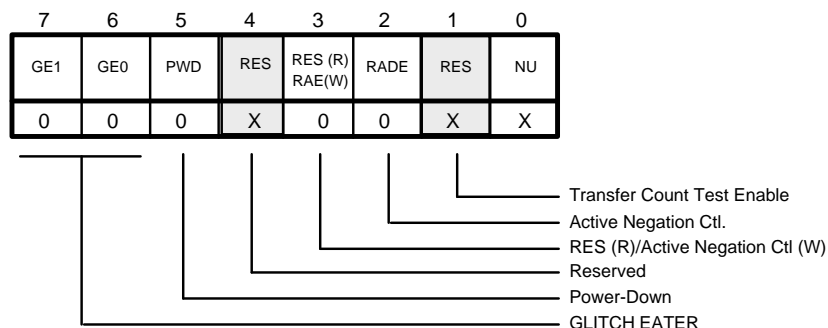 7 6 5 4 3 2 1 0
GE1 GE0 PWD RES RES (R) RADE RES NU
RAE(W)
0 0 0 X 0 0 X X
Transfer Count Test Enable
Active Negation Ctl.
RES (R)/Active Negation Ctl (W)
Reserved
Power-Down
GLITCH EATER